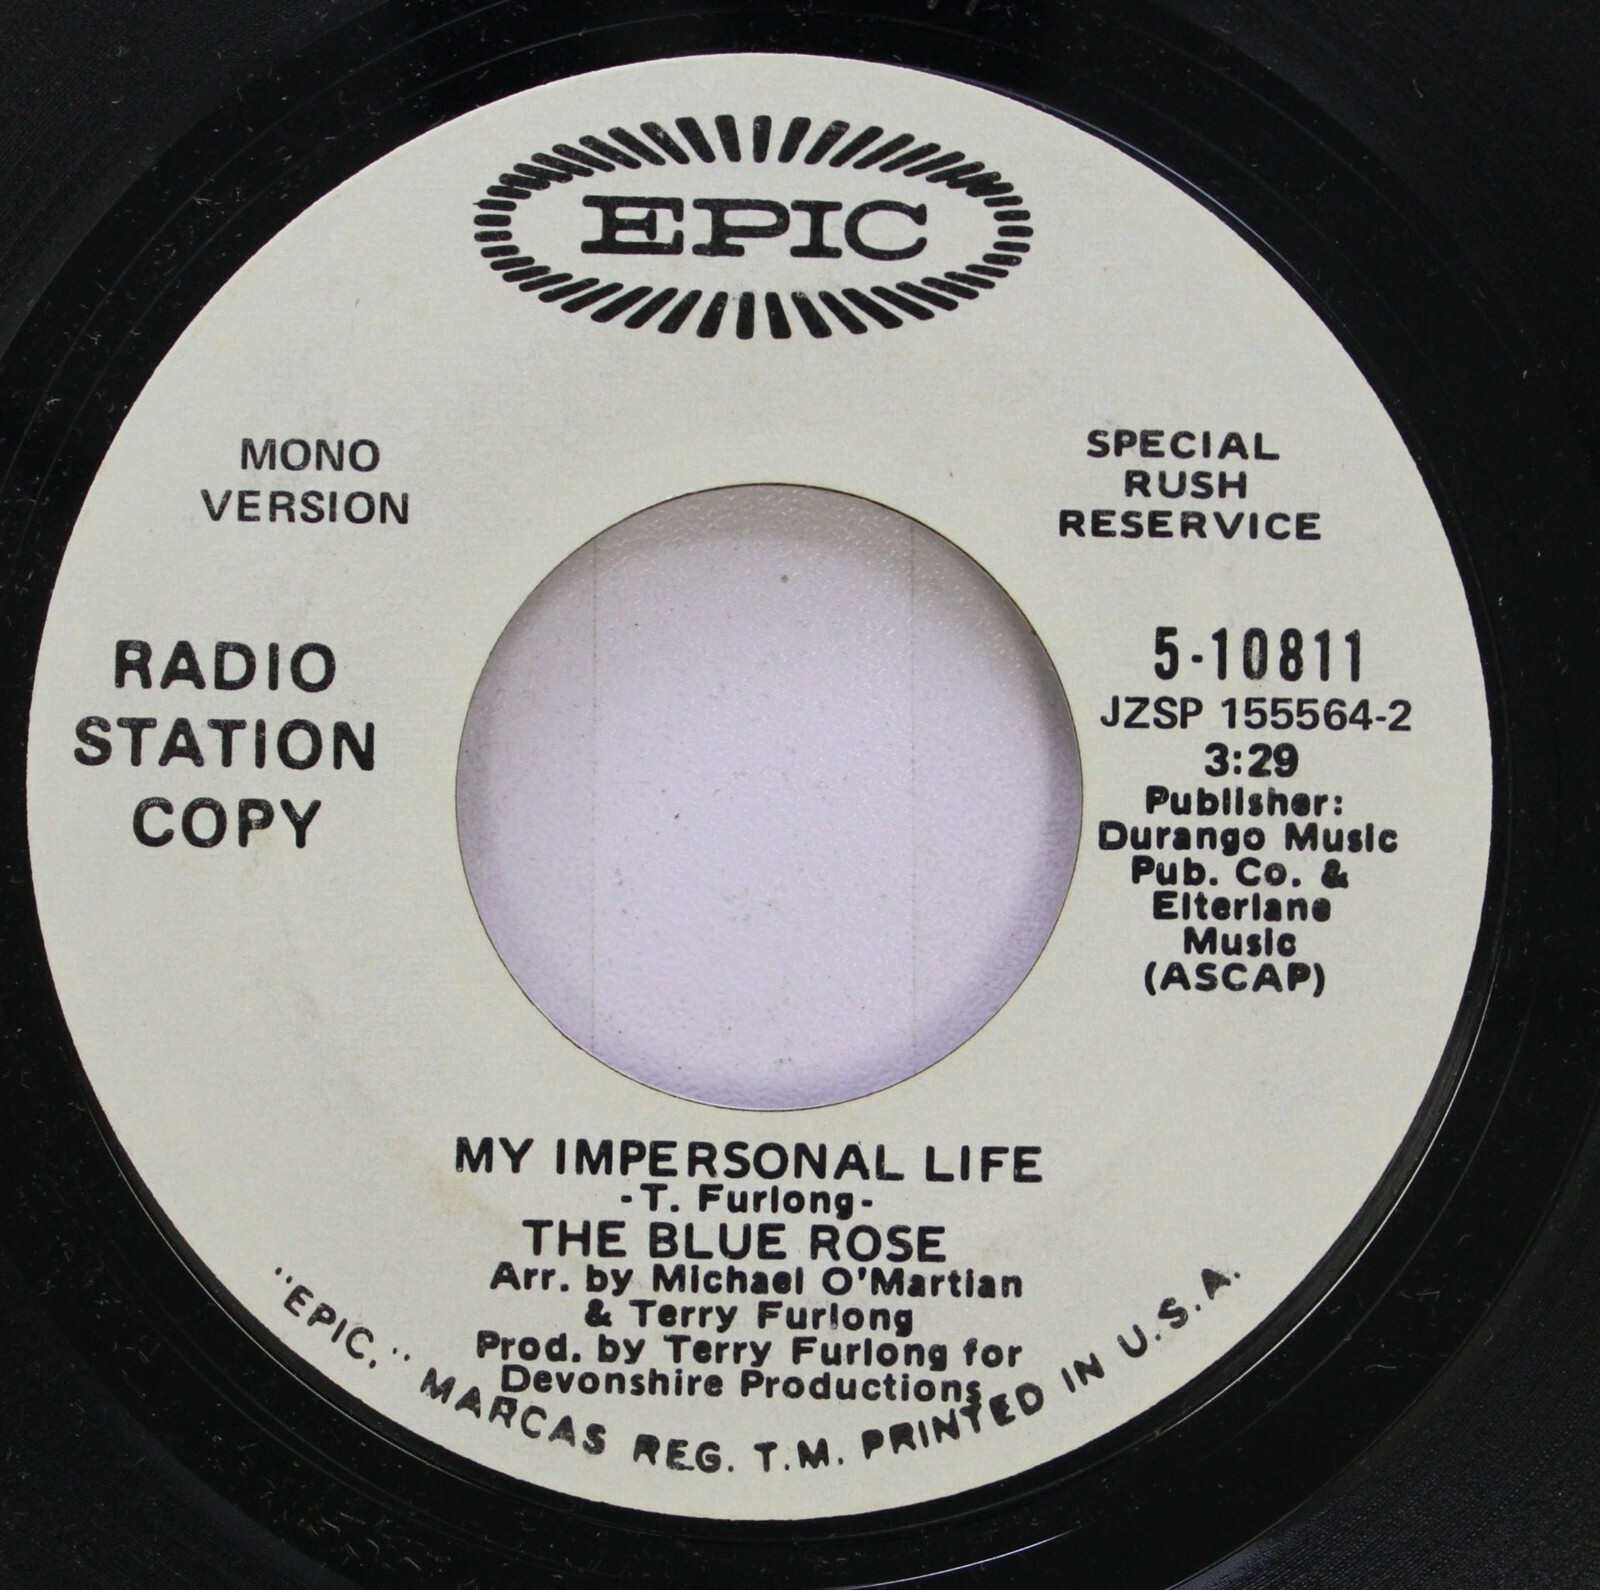 EPIC
MONO
VERSION
SPECIAL
RUSH
RESERVICE
RADIO
STATION
COPY
5-10811
JZSP 155564-2
3:29
Publisher:
Durango Music
Pub. Co. &
Elterlane
Music
(ASCAP)
MY IMPERSONAL LIFE
-T. Furlong-
THE BLUE ROSE
Arr. by Michael O'Martian
& Terry Furlong
Prod. by Terry Furlong for
Devonshire Productions
"EPIC," MARCAS REG. T.M. PRINTED IN U.S.A.